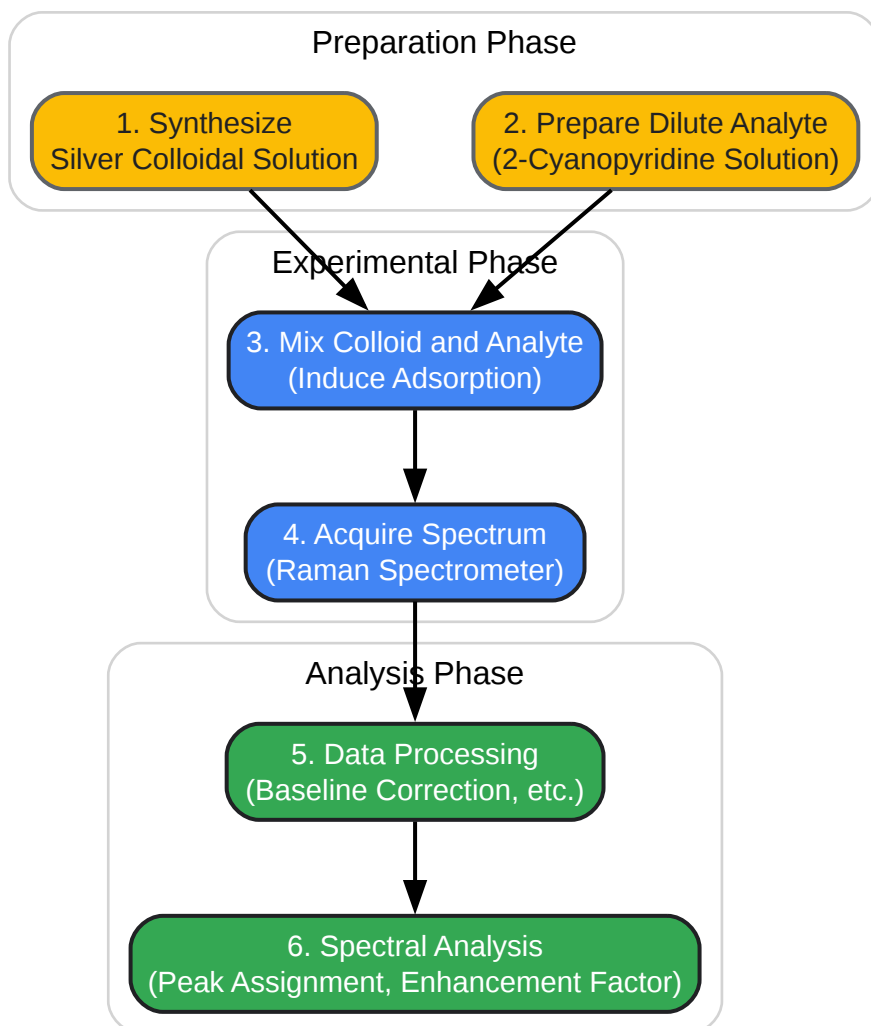 Preparation Phase
1. Synthesize
Silver Colloidal Solution
2. Prepare Dilute Analyte
(2-Cyanopyridine Solution)
Experimental Phase
3. Mix Colloid and Analyte
(Induce Adsorption)
4. Acquire Spectrum
(Raman Spectrometer)
Analysis Phase
5. Data Processing
(Baseline Correction, etc.)
6. Spectral Analysis
(Peak Assignment, Enhancement Factor)